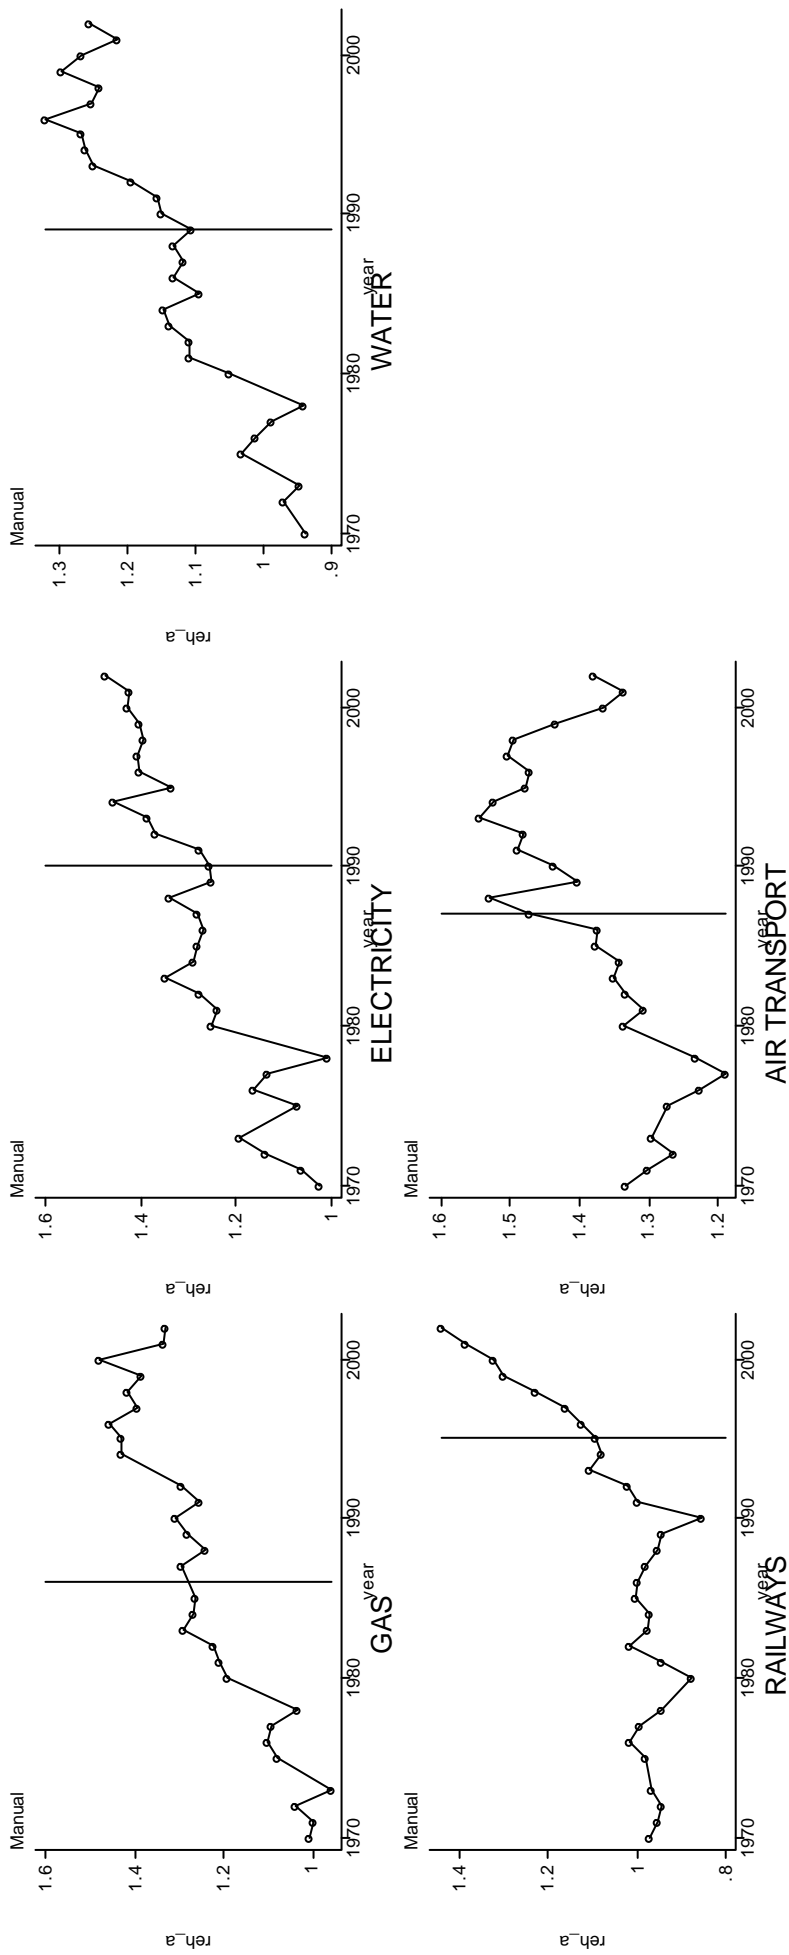 Manual
reh_a
1.6
1.4
1.2
1
1970
1980
1990
2000
year
GAS
Manual
reh_a
1.6
1.4
1.2
1
1970
1980
1990
2000
year
ELECTRICITY
Manual
reh_a
1.3
1.2
1.1
1
.9
1970
1980
1990
2000
year
WATER
Manual
reh_a
1.4
1.2
1
.8
1970
1980
1990
2000
year
RAILWAYS
Manual
reh_a
1.6
1.5
1.4
1.3
1.2
1970
1980
1990
2000
year
AIR TRANSPORT